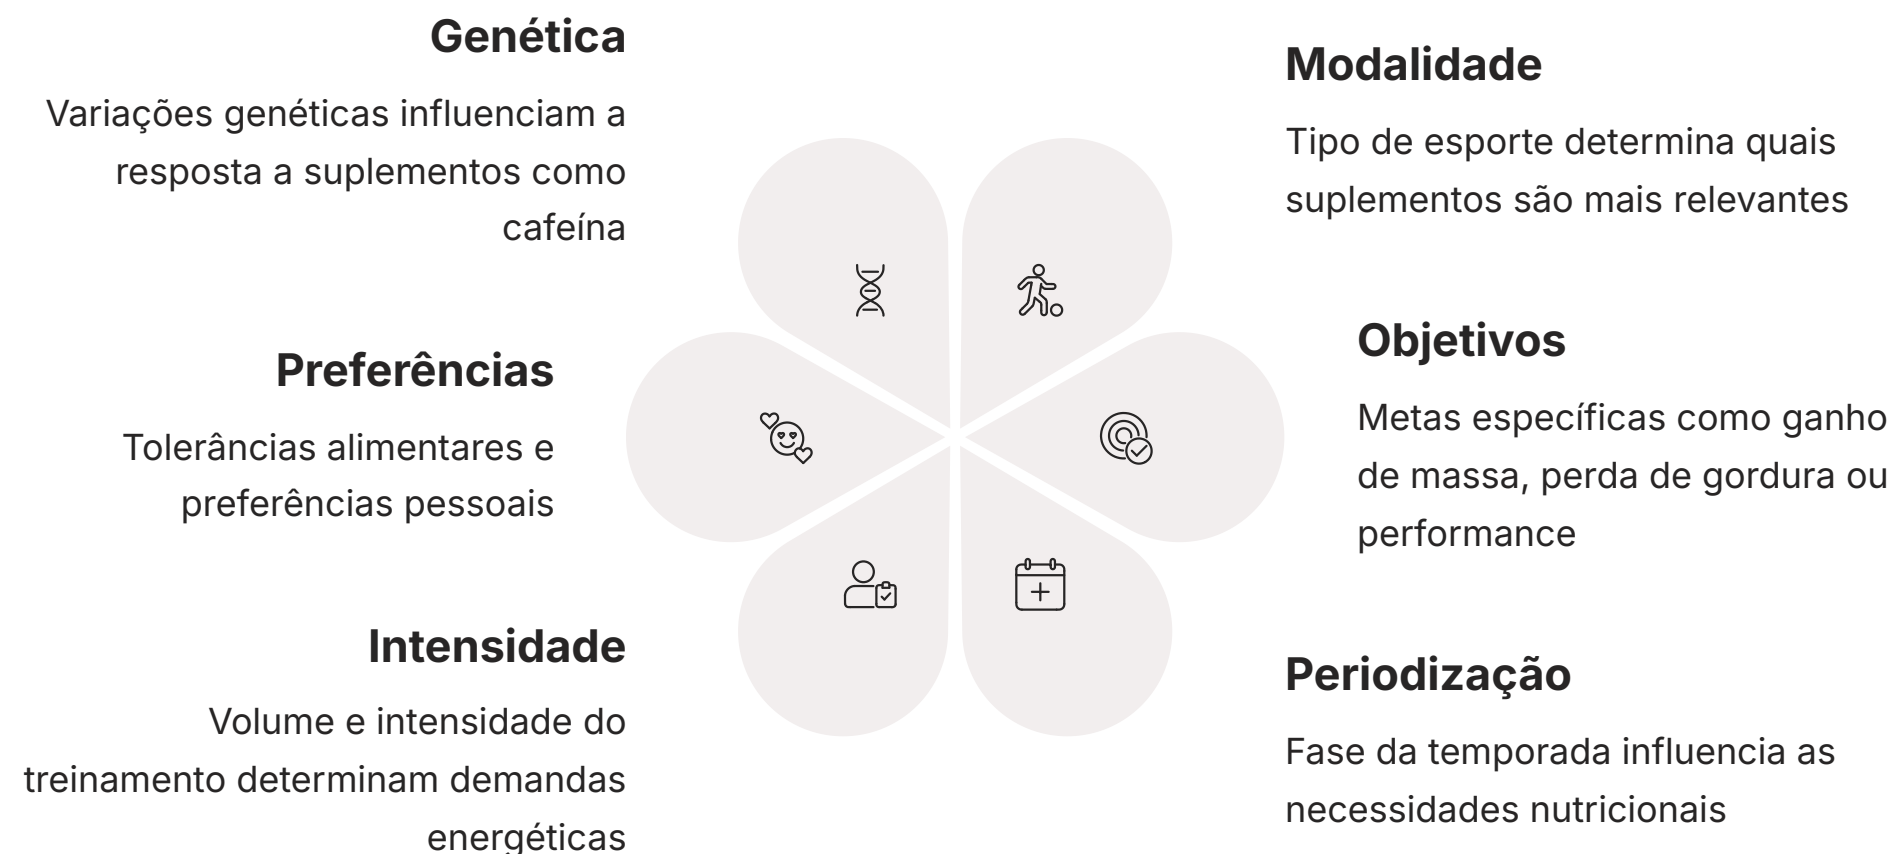 Genética
Variações genéticas influenciam a
resposta a suplementos como
cafeína
Modalidade
Tipo de esporte determina quais
suplementos são mais relevantes
Preferências
Tolerâncias alimentares e
preferências pessoais
Objetivos
Metas específicas como ganho
de massa, perda de gordura ou
performance
Intensidade
Volume e intensidade do
treinamento determinam demandas
energéticas
Periodização
Fase da temporada influencia as
necessidades nutricionais